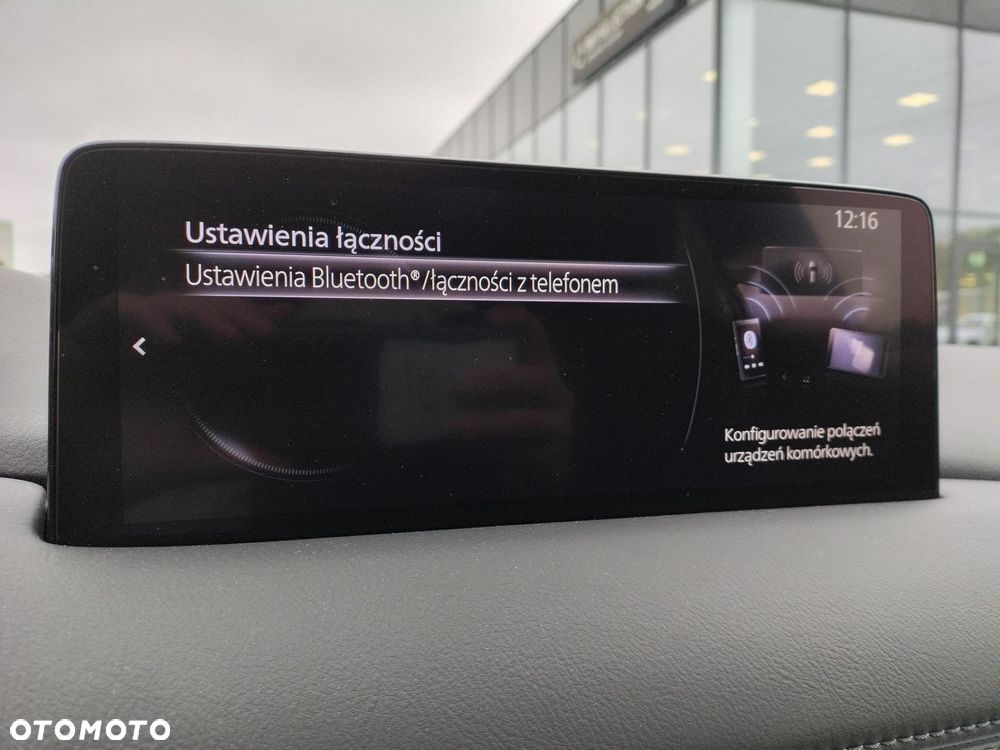 12:16
Ustawienia łączności
Ustawienia Bluetooth®/łączności z telefonem
<
Konfigurowanie połączeń
urządzeń komórkowych.
OTOMOTO